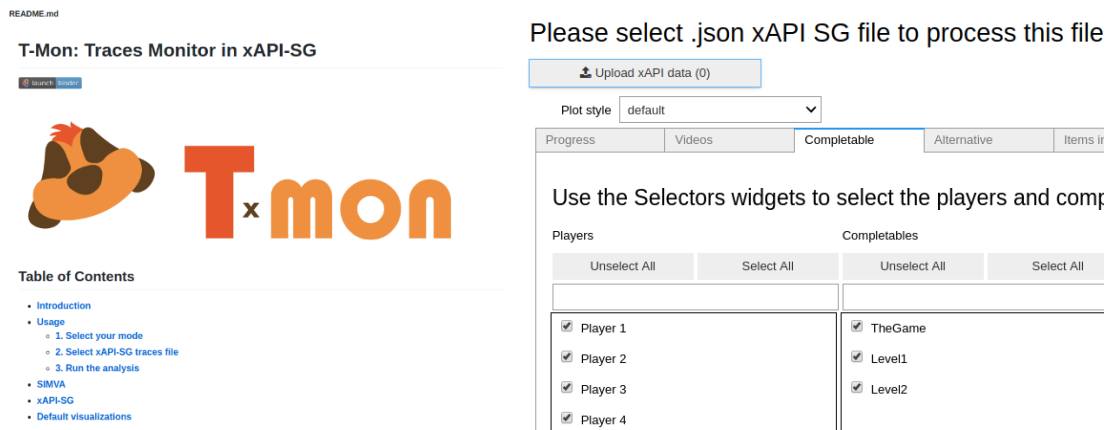 README.md
T-Mon: Traces Monitor in xAPI-SG
launch binder
T x mon
Table of Contents
Introduction
Usage
1. Select your mode
2. Select xAPI-SG traces file
3. Run the analysis
SIMVA
xAPI-SG
Default visualizations
Please select .json xAPI SG file to process this file
Upload xAPI data (0)
Plot style default
Progress Videos Completable Alternative Items in
Use the Selectors widgets to select the players and comp
Players Completables
Unselect All Select All Unselect All Select All
Player 1 TheGame
Player 2 Level1
Player 3 Level2
Player 4